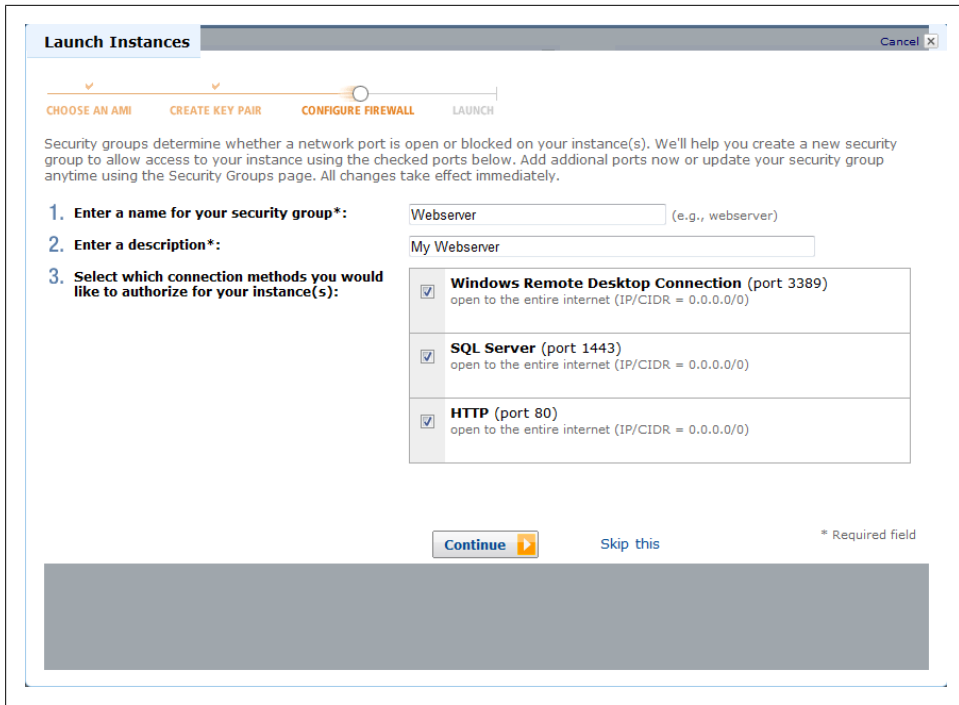 Launch Instances
Cancel
CHOOSE AN AMI CREATE KEY PAIR CONFIGURE FIREWALL LAUNCH
Security groups determine whether a network port is open or blocked on your instance(s). We'll help you create a new security
group to allow access to your instance using the checked ports below. Add addional ports now or update your security group
anytime using the Security Groups page. All changes take effect immediately.
1. Enter a name for your security group*: Webserver (e.g., webserver)
2. Enter a description*: My Webserver
3. Select which connection methods you would
like to authorize for your instance(s):
Windows Remote Desktop Connection (port 3389)
open to the entire internet (IP/CIDR = 0.0.0.0/0)
SQL Server (port 1443)
open to the entire internet (IP/CIDR = 0.0.0.0/0)
HTTP (port 80)
open to the entire internet (IP/CIDR = 0.0.0.0/0)
Continue Skip this * Required field